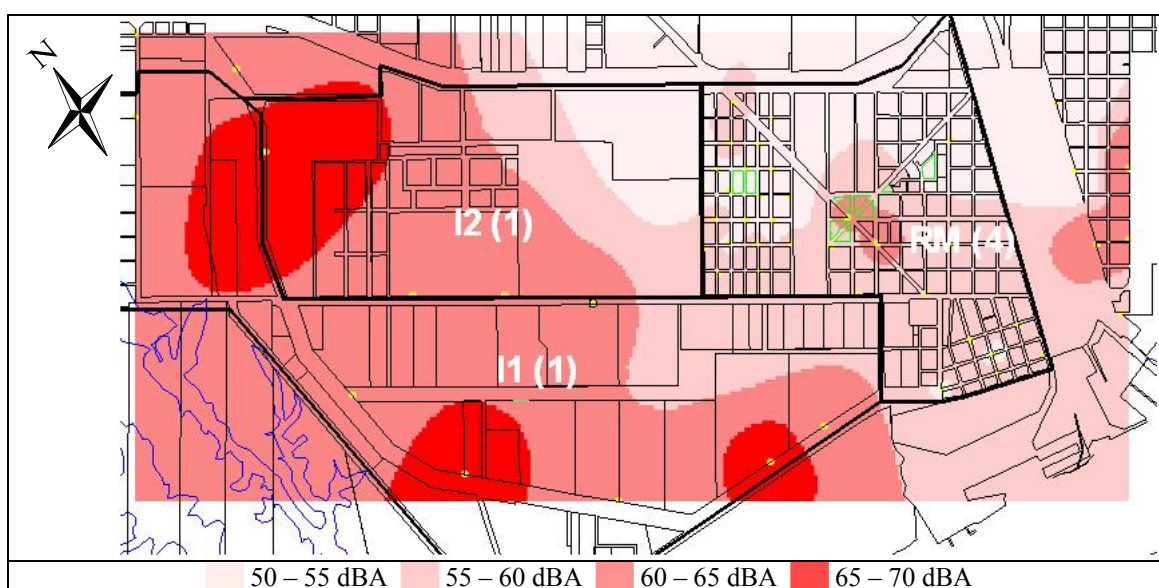 N
I2 (1)
RM (4)
I1 (1)
50 – 55 dBA 55 – 60 dBA 60 – 65 dBA 65 – 70 dBA